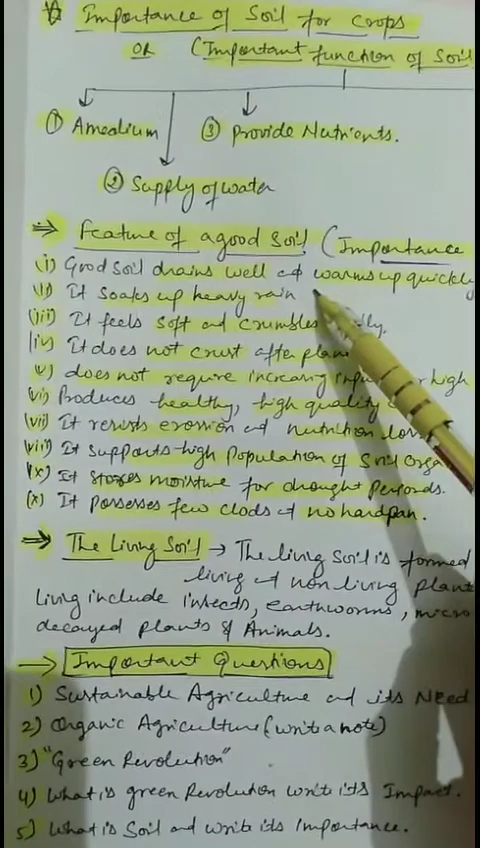 Importance of Soil for Crops
OR (Important function of Soil
① A medium ③ Provide Nutrients.
② Supply of water
⇒ Feature of a good Soil (Importance
(i) Good Soil drains well and warms up quickly
(ii) It Soaks up heavy rain
(iii) It feels Soft and crumbles
(iv) It does not crust after
(v) does not require increasing high
(vi) Produces healthy, high quality
(vii) It resists erossion and nutrition
(viii) It supports high Population of Soil
(ix) It Stores moisture for drought Periods.
(x) It Possesses few clods & no hardpan.
⇒ The Living Soil → The living Soil is formed
living & non living Plant
Living include insects, earthworms, micro
decayed plants & Animals.
→ Important Questions
1) Sustainable Agriculture and its Need
2) Organic Agriculture (write a note)
3) "Green Revolution"
4) What is green Revolution write its Impact.
5) What is Soil and write its Importance.